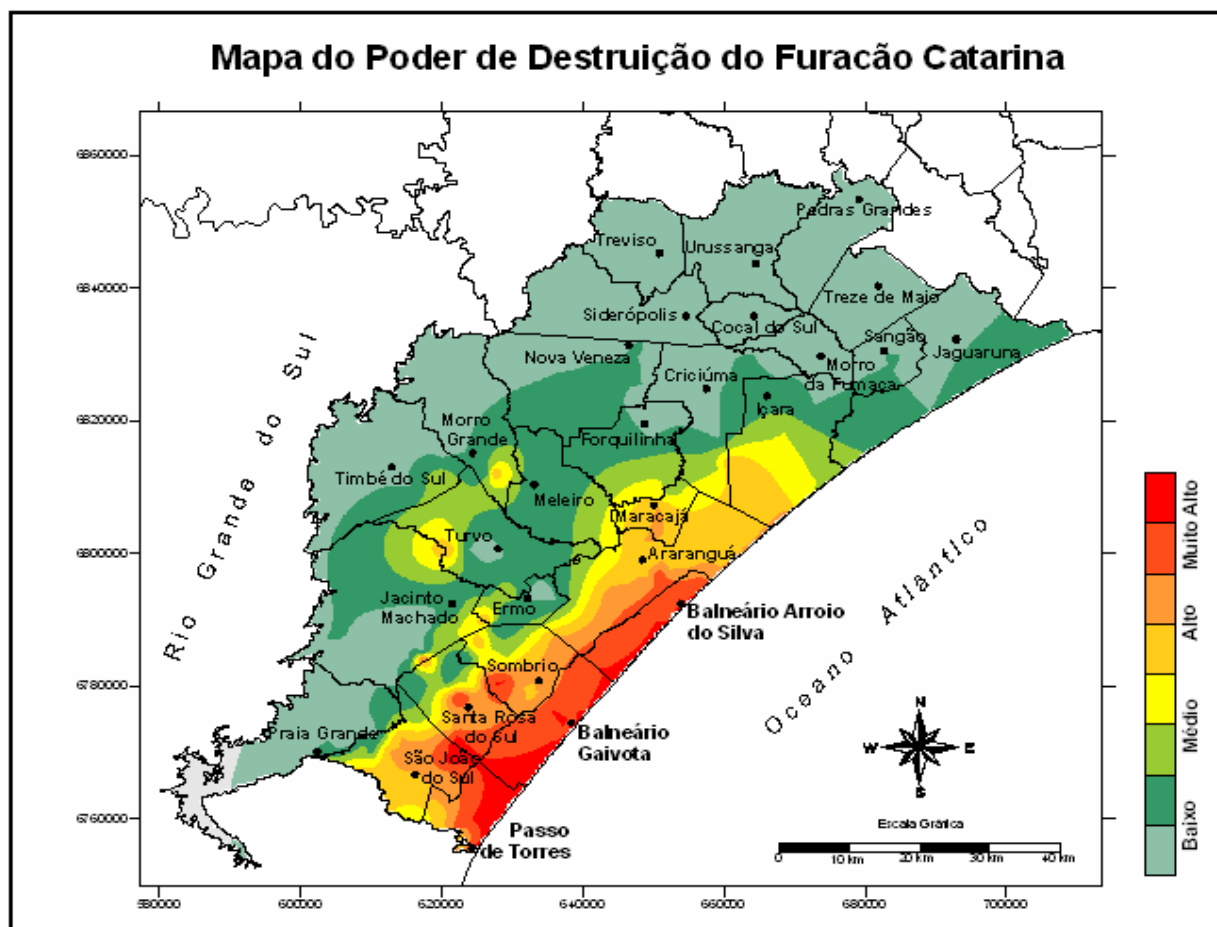 Mapa do Poder de Destruição do Furacão Catarina
6860000
6840000
6820000
6800000
6780000
6760000
580000
600000
620000
640000
660000
680000
700000
Rio Grande do Sul
Oceano Atlântico
Pedras Grandes
Treviso
Urussanga
Treze de Maio
Siderópolis
Cocal do Sul
Sangão
Jaguaruna
Nova Veneza
Morro
da Fumaça
Criciúma
Içara
Morro
Grande
Forquilinha
Timbé do Sul
Meleiro
Maracajá
Turvo
Araranguá
Jacinto
Machado
Ermo
Balneário Arroio
do Silva
Sombrio
Santa Rosa
do Sul
Balneário
Gaivota
Praia Grande
São João
do Sul
Passo
de Torres
N
W
E
S
Escala Gráfica
0
10 km
20 km
30 km
40 km
Muito Alto
Alto
Médio
Baixo